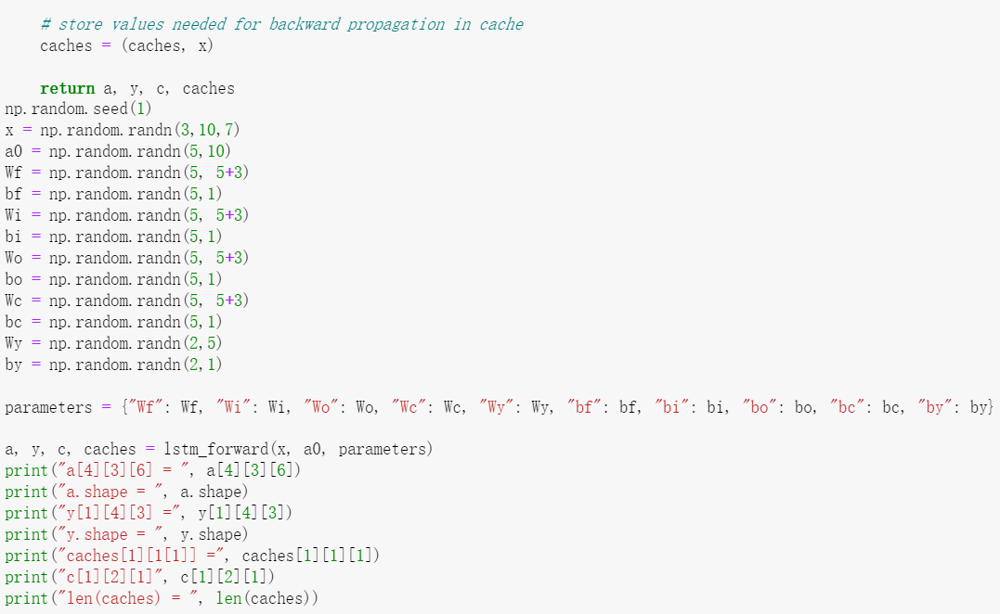 # store values needed for backward propagation in cache
caches = (caches, x)
return a, y, c, caches
np.random.seed(1)
x = np.random.randn(3,10,7)
a0 = np.random.randn(5,10)
Wf = np.random.randn(5, 5+3)
bf = np.random.randn(5,1)
Wi = np.random.randn(5, 5+3)
bi = np.random.randn(5,1)
Wo = np.random.randn(5, 5+3)
bo = np.random.randn(5,1)
Wc = np.random.randn(5, 5+3)
bc = np.random.randn(5,1)
Wy = np.random.randn(2,5)
by = np.random.randn(2,1)
parameters = {"Wf": Wf, "Wi": Wi, "Wo": Wo, "Wc": Wc, "Wy": Wy, "bf": bf, "bi": bi, "bo": bo, "bc": bc, "by": by}
a, y, c, caches = lstm_forward(x, a0, parameters)
print("a[4][3][6] = ", a[4][3][6])
print("a.shape = ", a.shape)
print("y[1][4][3] =", y[1][4][3])
print("y.shape = ", y.shape)
print("caches[1][1[1]] =", caches[1][1][1])
print("c[1][2][1]", c[1][2][1])
print("len(caches) = ", len(caches))